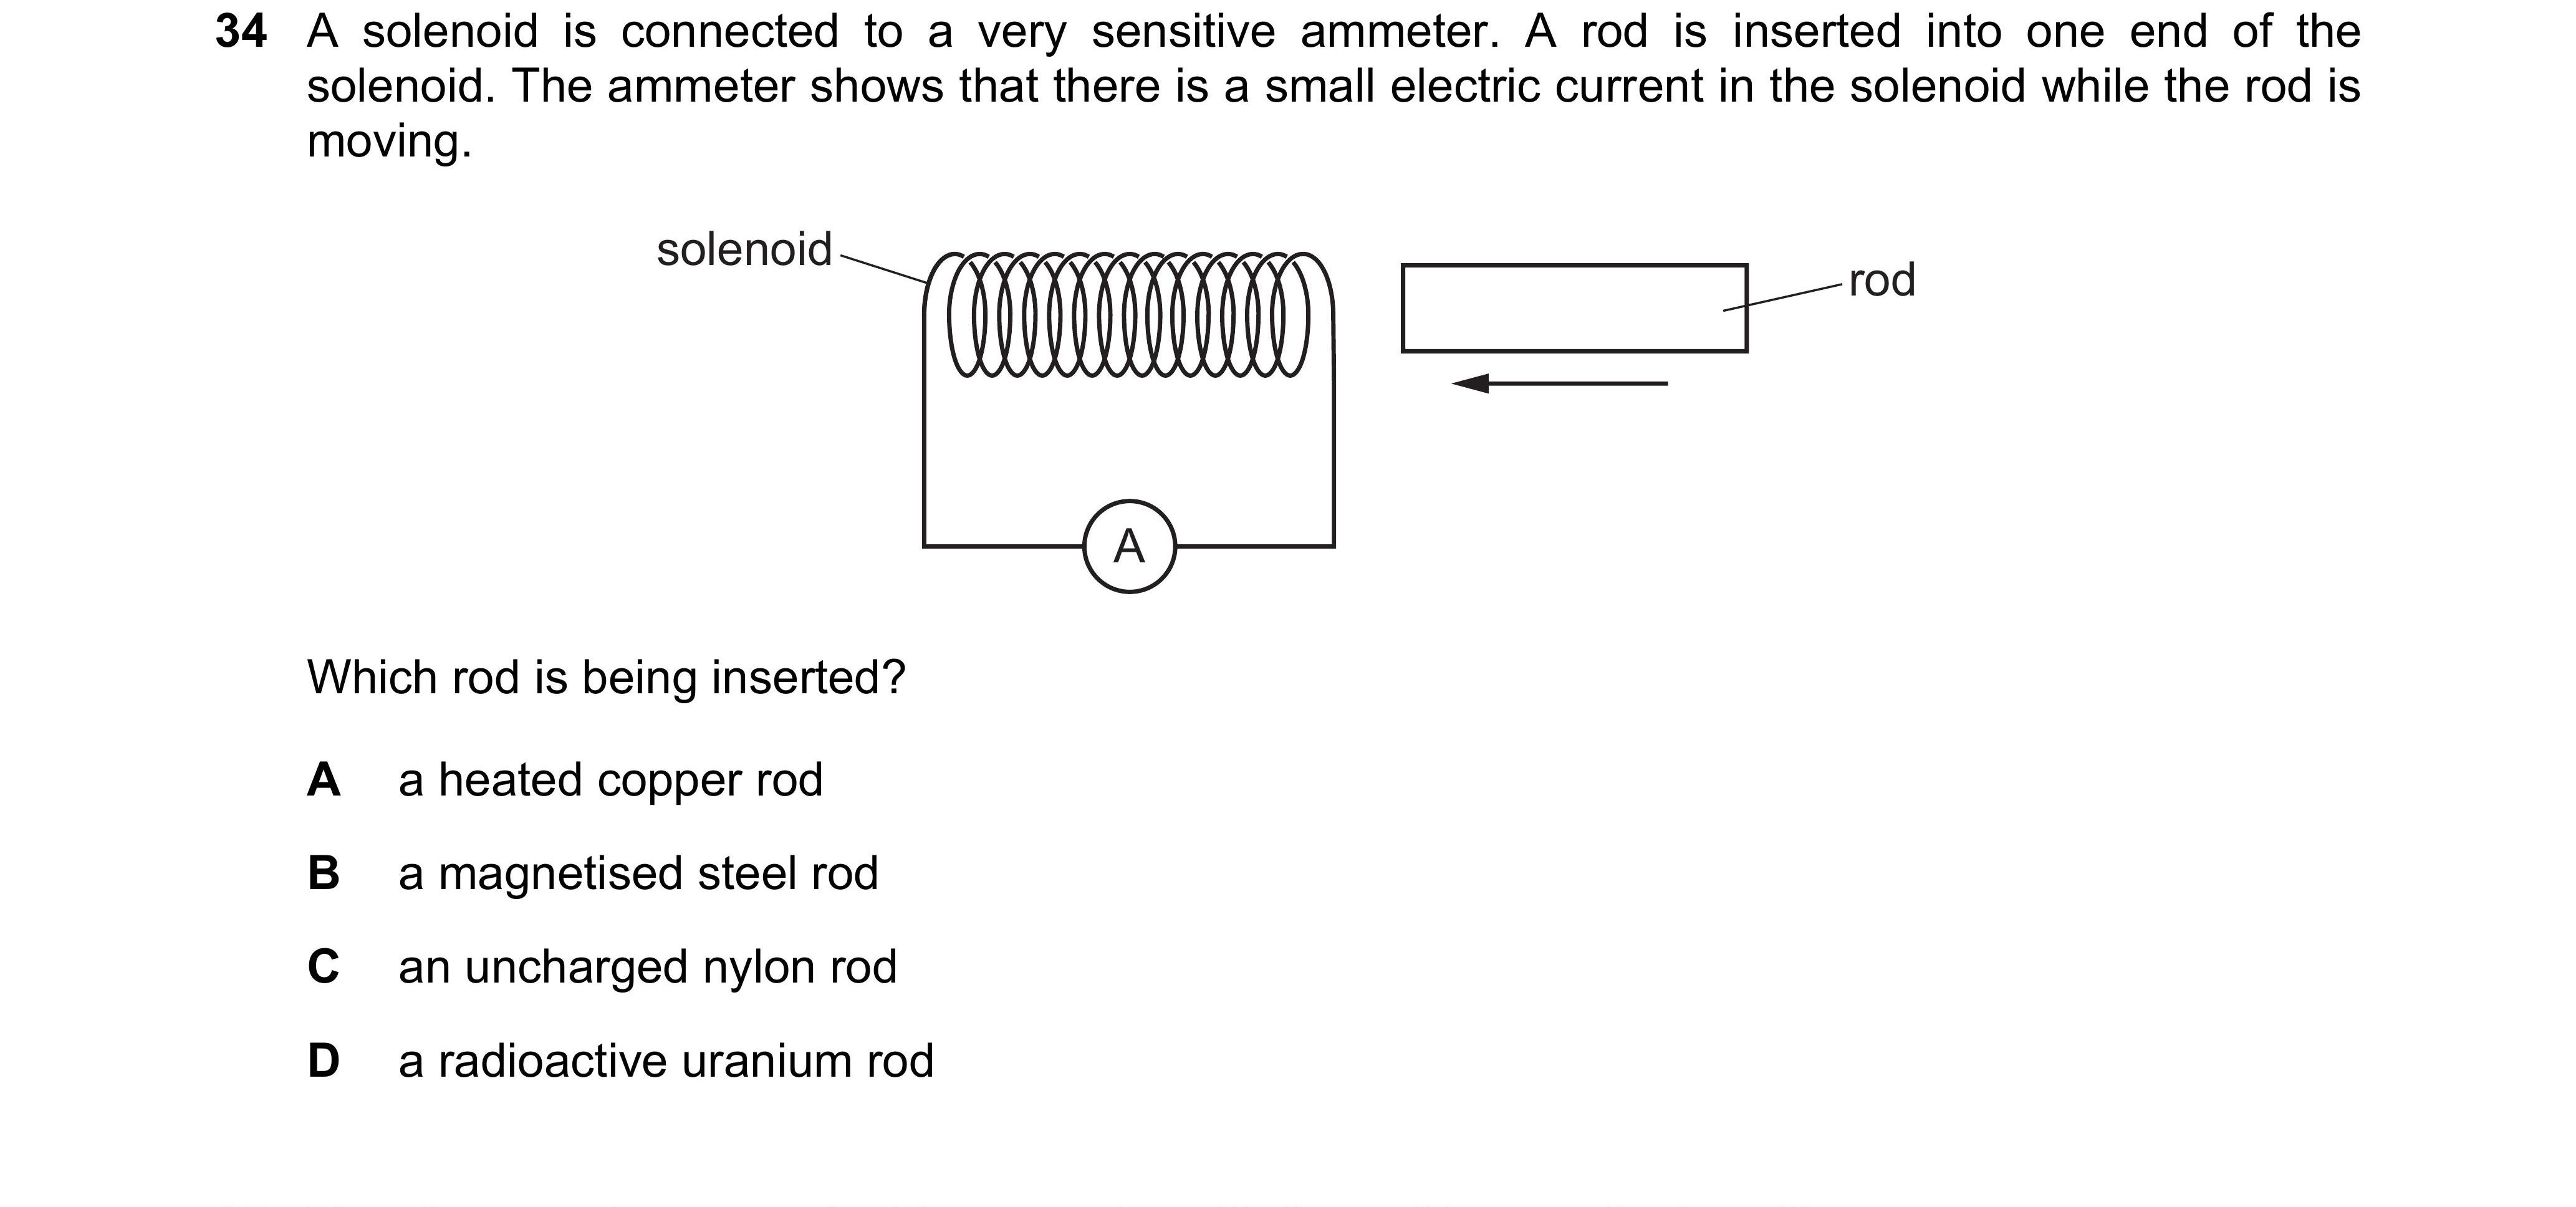 34 A solenoid is connected to a very sensitive ammeter. A rod is inserted into one end of the
solenoid. The ammeter shows that there is a small electric current in the solenoid while the rod is
moving.
solenoid
rod
A
Which rod is being inserted?
A a heated copper rod
B a magnetised steel rod
C an uncharged nylon rod
D a radioactive uranium rod